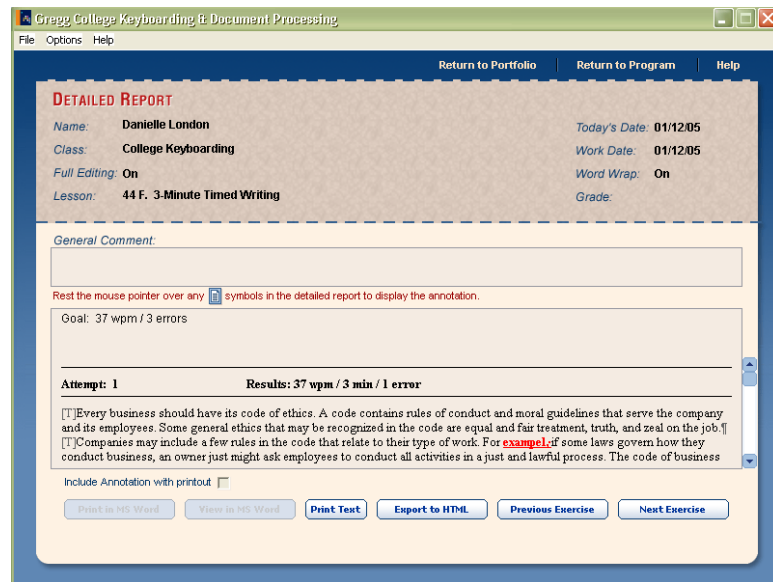 Gregg College Keyboarding & Document Processing
File Options Help
Return to Portfolio Return to Program Help
DETAILED REPORT
Name: Danielle London Today's Date: 01/12/05
Class: College Keyboarding Work Date: 01/12/05
Full Editing: On Word Wrap: On
Lesson: 44 F. 3-Minute Timed Writing Grade:
General Comment:
Rest the mouse pointer over any symbols in the detailed report to display the annotation.
Goal: 37 wpm / 3 errors
Attempt: 1 Results: 37 wpm / 3 min / 1 error
[T]Every business should have its code of ethics. A code contains rules of conduct and moral guidelines that serve the company
and its employees. Some general ethics that may be recognized in the code are equal and fair treatment, truth, and zeal on the job.¶
[T]Companies may include a few rules in the code that relate to their type of work. For exampel, if some laws govern how they
conduct business, an owner just might ask employees to conduct all activities in a just and lawful process. The code of business
Include Annotation with printout
Print in MS Word View in MS Word Print Text Export to HTML Previous Exercise Next Exercise